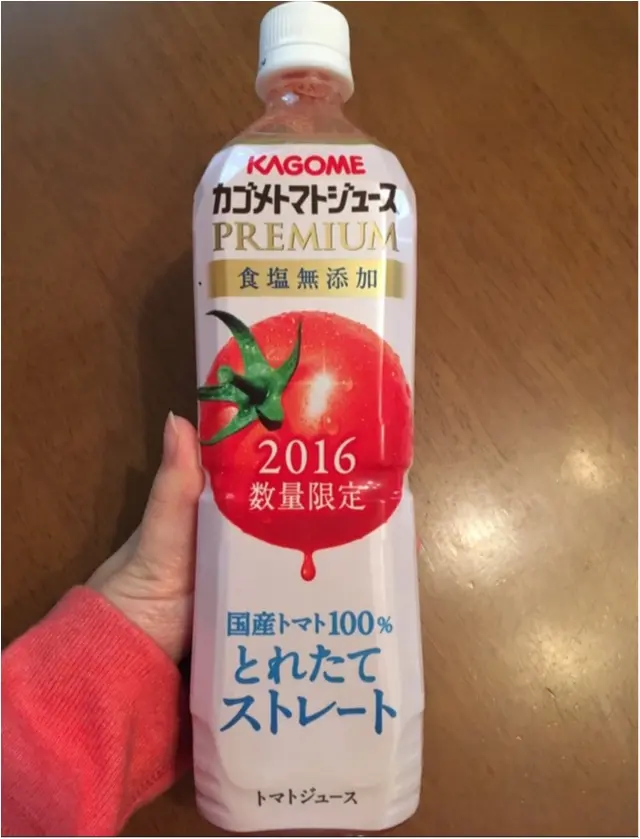 KAGOME
カゴメトマトジュース
PREMIUM
食塩無添加
2016
数量限定
国産トマト100%
とれたて
ストレート
トマトジュース